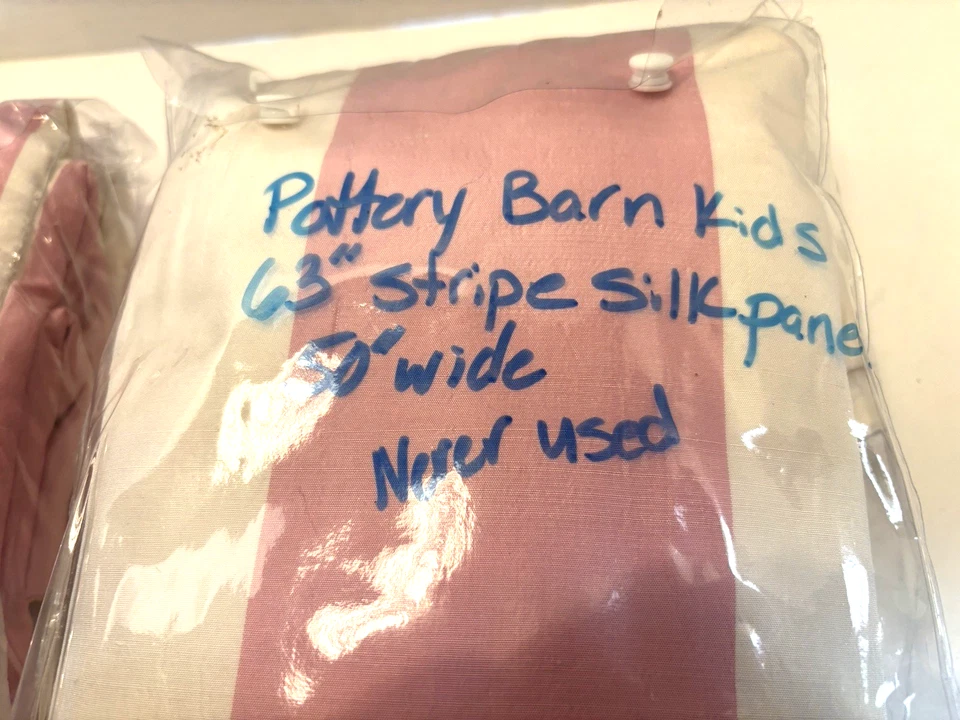 Pottery Barn Kids
63" stripe silk pane
50" wide
Never used